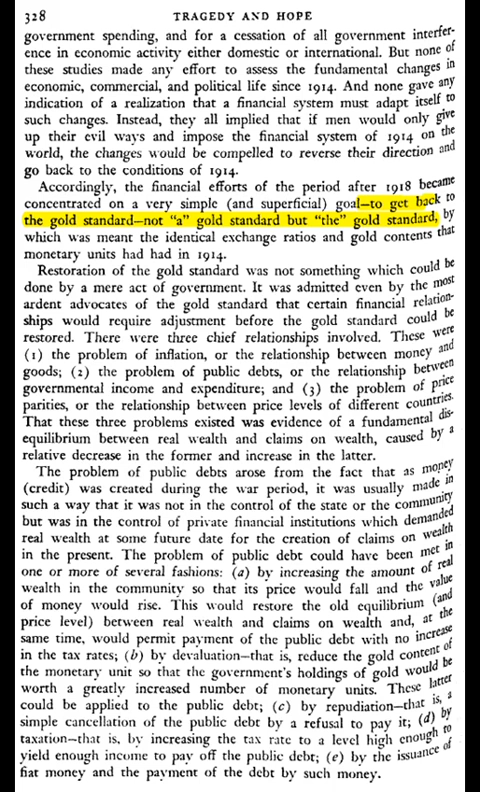 328 TRAGEDY AND HOPE
government spending, and for a cessation of all government interfer-
ence in economic activity either domestic or international. But none of
these studies made any effort to assess the fundamental changes in
economic, commercial, and political life since 1914. And none gave any
indication of a realization that a financial system must adapt itself to
such changes. Instead, they all implied that if men would only give
up their evil ways and impose the financial system of 1914 on the
world, the changes would be compelled to reverse their direction and
go back to the conditions of 1914.
Accordingly, the financial efforts of the period after 1918 became
concentrated on a very simple (and superficial) goal—to get back to
the gold standard—not "a" gold standard but "the" gold standard, by
which was meant the identical exchange ratios and gold contents that
monetary units had had in 1914.
Restoration of the gold standard was not something which could be
done by a mere act of government. It was admitted even by the most
ardent advocates of the gold standard that certain financial relation-
ships would require adjustment before the gold standard could be
restored. There were three chief relationships involved. These were
(1) the problem of inflation, or the relationship between money and
goods; (2) the problem of public debts, or the relationship between
governmental income and expenditure; and (3) the problem of price
parities, or the relationship between price levels of different countries.
That these three problems existed was evidence of a fundamental dis-
equilibrium between real wealth and claims on wealth, caused by a
relative decrease in the former and increase in the latter.
The problem of public debts arose from the fact that as money
(credit) was created during the war period, it was usually made in
such a way that it was not in the control of the state or the community
but was in the control of private financial institutions which demanded
real wealth at some future date for the creation of claims on wealth
in the present. The problem of public debt could have been met in
one or more of several fashions: (a) by increasing the amount of real
wealth in the community so that its price would fall and the value
of money would rise. This would restore the old equilibrium (and
price level) between real wealth and claims on wealth and, at the
same time, would permit payment of the public debt with no increase
in the tax rates; (b) by devaluation—that is, reduce the gold content of
the monetary unit so that the government's holdings of gold would be
worth a greatly increased number of monetary units. These latter
could be applied to the public debt; (c) by repudiation—that is, a
simple cancellation of the public debt by a refusal to pay it; (d) by
taxation—that is, by increasing the tax rate to a level high enough to
yield enough income to pay off the public debt; (e) by the issuance of
fiat money and the payment of the debt by such money.